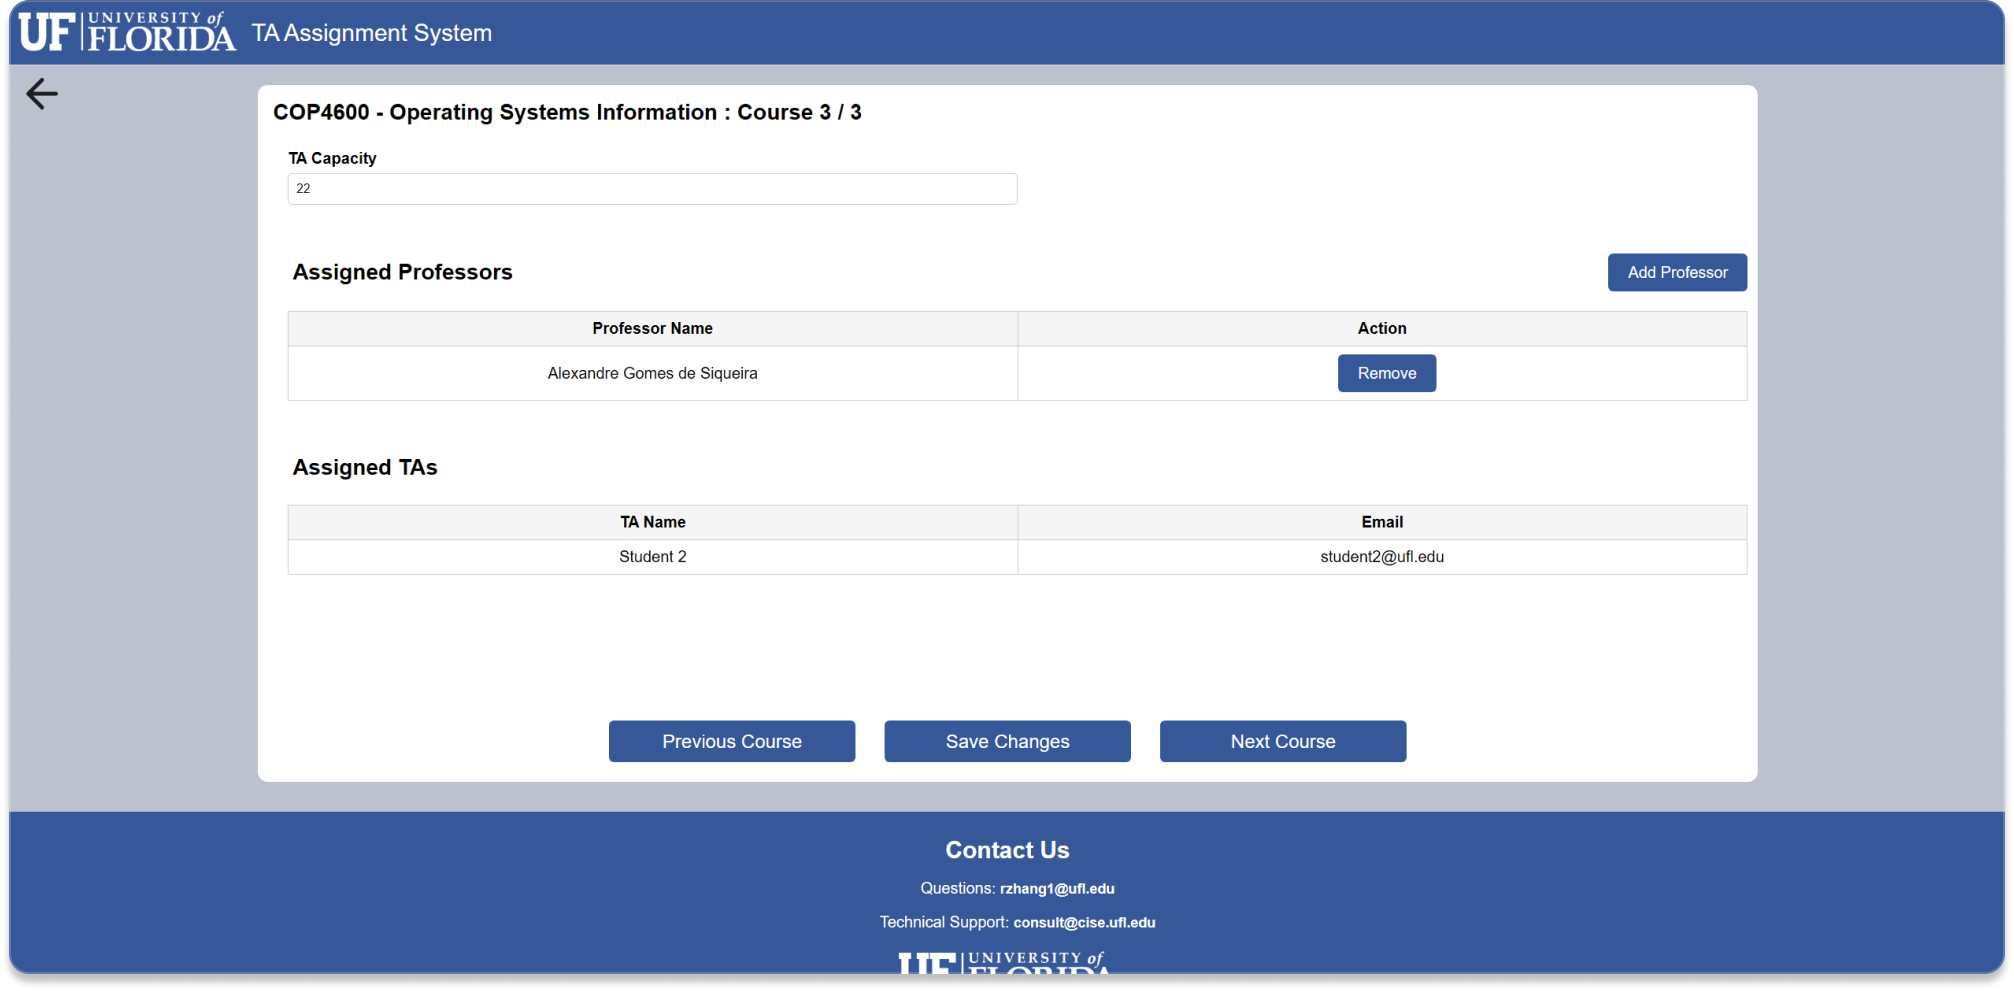 UF UNIVERSITY of FLORIDA TA Assignment System
COP4600 - Operating Systems Information : Course 3 / 3
TA Capacity
22
Assigned Professors
Add Professor
Professor Name Action
Alexandre Gomes de Siqueira Remove
Assigned TAs
TA Name Email
Student 2 student2@ufl.edu
Previous Course Save Changes Next Course
Contact Us
Questions: rzhang1@ufl.edu
Technical Support: consult@cise.ufl.edu
UF UNIVERSITY of
FLORIDA